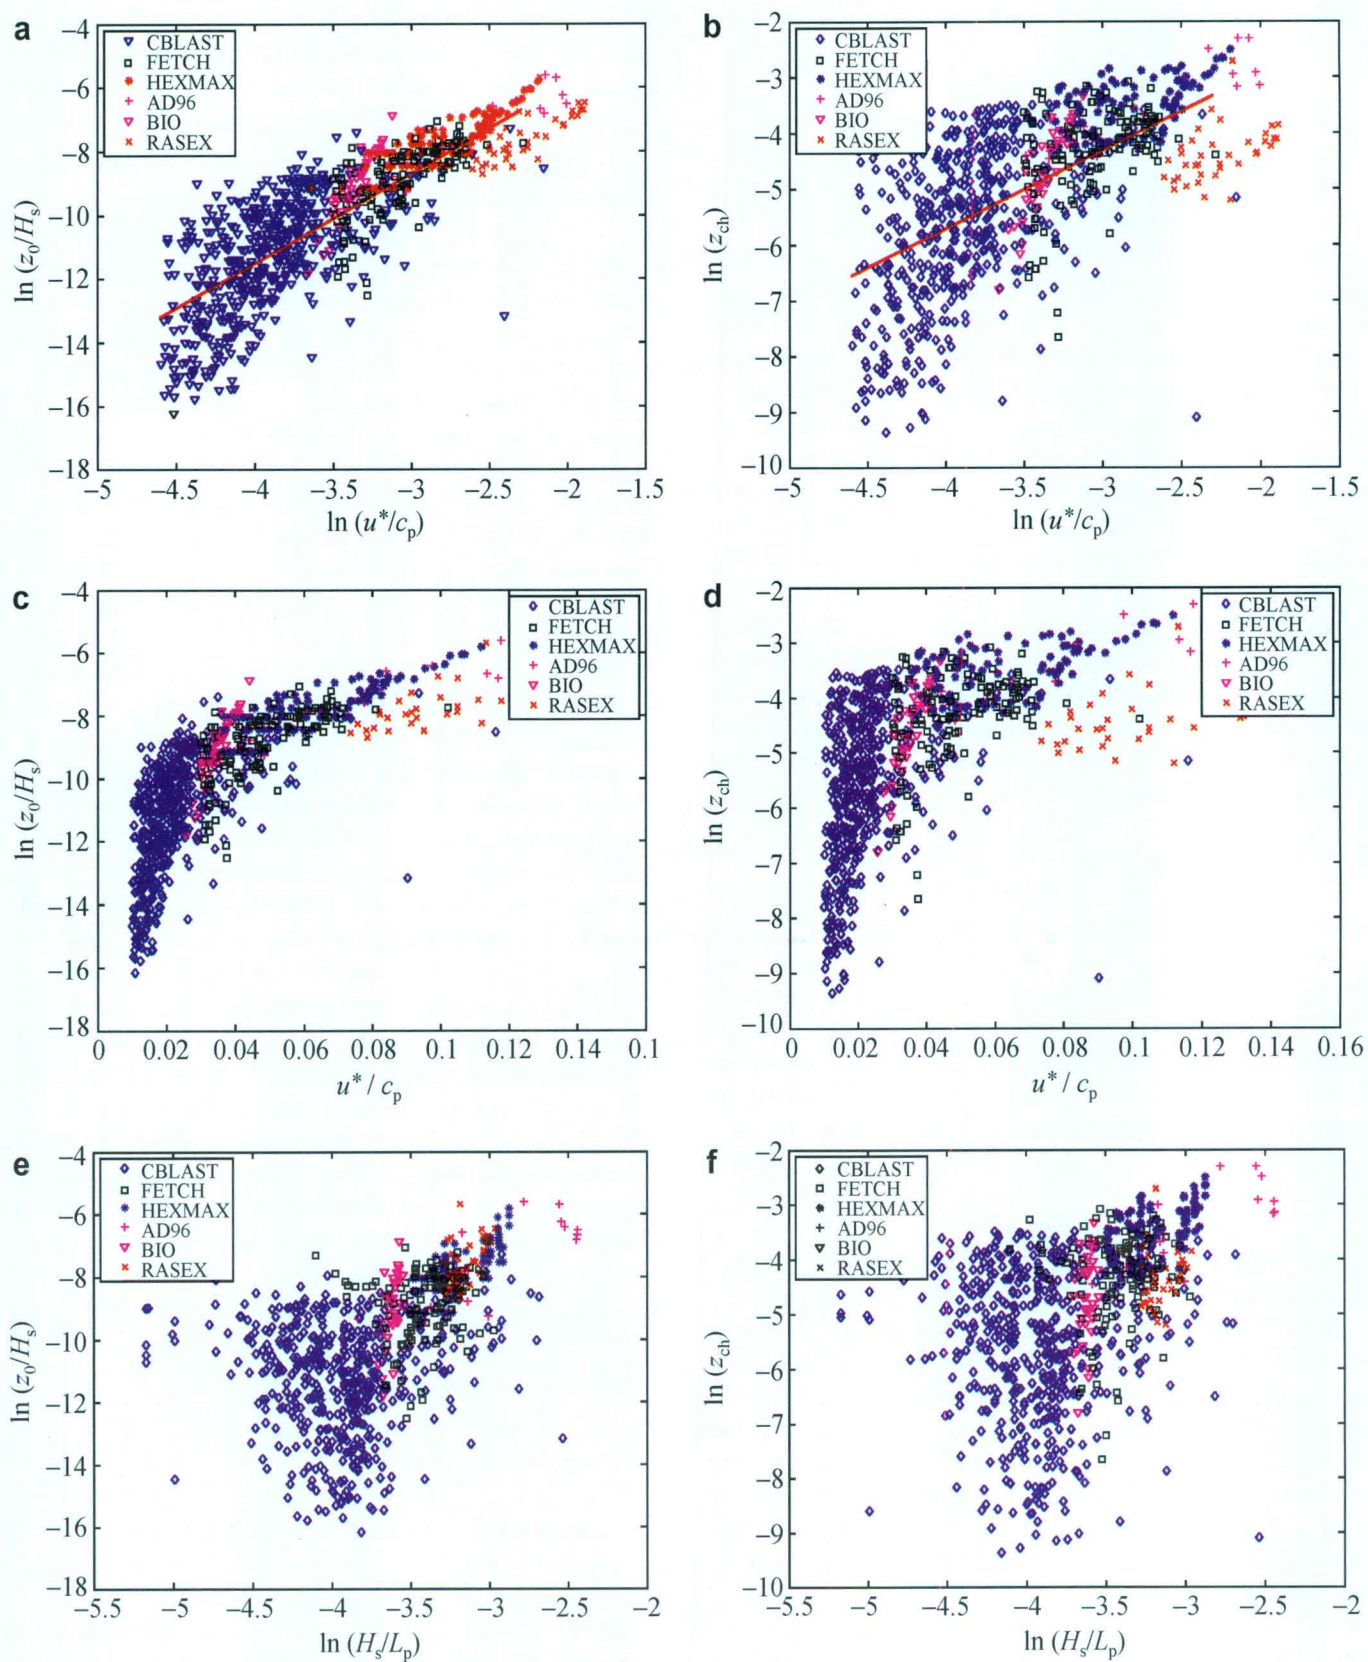 a
−4
−6
−8
−10
−12
−14
−16
−18
ln (z0/Hs)
CBLAST
FETCH
HEXMAX
AD96
BIO
RASEX
−5 −4.5 −4 −3.5 −3 −2.5 −2 −1.5
ln (u*/cp)
b
−2
−3
−4
−5
−6
−7
−8
−9
−10
ln (zch)
CBLAST
FETCH
HEXMAX
AD96
BIO
RASEX
−5 −4.5 −4 −3.5 −3 −2.5 −2 −1.5
ln (u*/cp)
c
−4
−6
−8
−10
−12
−14
−16
−18
ln (z0/Hs)
CBLAST
FETCH
HEXMAX
AD96
BIO
RASEX
0 0.02 0.04 0.06 0.08 0.1 0.12 0.14 0.1
u* / cp
d
−2
−3
−4
−5
−6
−7
−8
−9
−10
ln (zch)
CBLAST
FETCH
HEXMAX
AD96
BIO
RASEX
0 0.02 0.04 0.06 0.08 0.1 0.12 0.14 0.16
u* / cp
e
−4
−6
−8
−10
−12
−14
−16
−18
ln (z0/Hs)
CBLAST
FETCH
HEXMAX
AD96
BIO
RASEX
−5.5 −5 −4.5 −4 −3.5 −3 −2.5 −2
ln (Hs/Lp)
f
−2
−3
−4
−5
−6
−7
−8
−9
−10
ln (zch)
CBLAST
FETCH
HEXMAX
AD96
BIO
RASEX
−5.5 −5 −4.5 −4 −3.5 −3 −2.5 −2
ln (Hs/Lp)